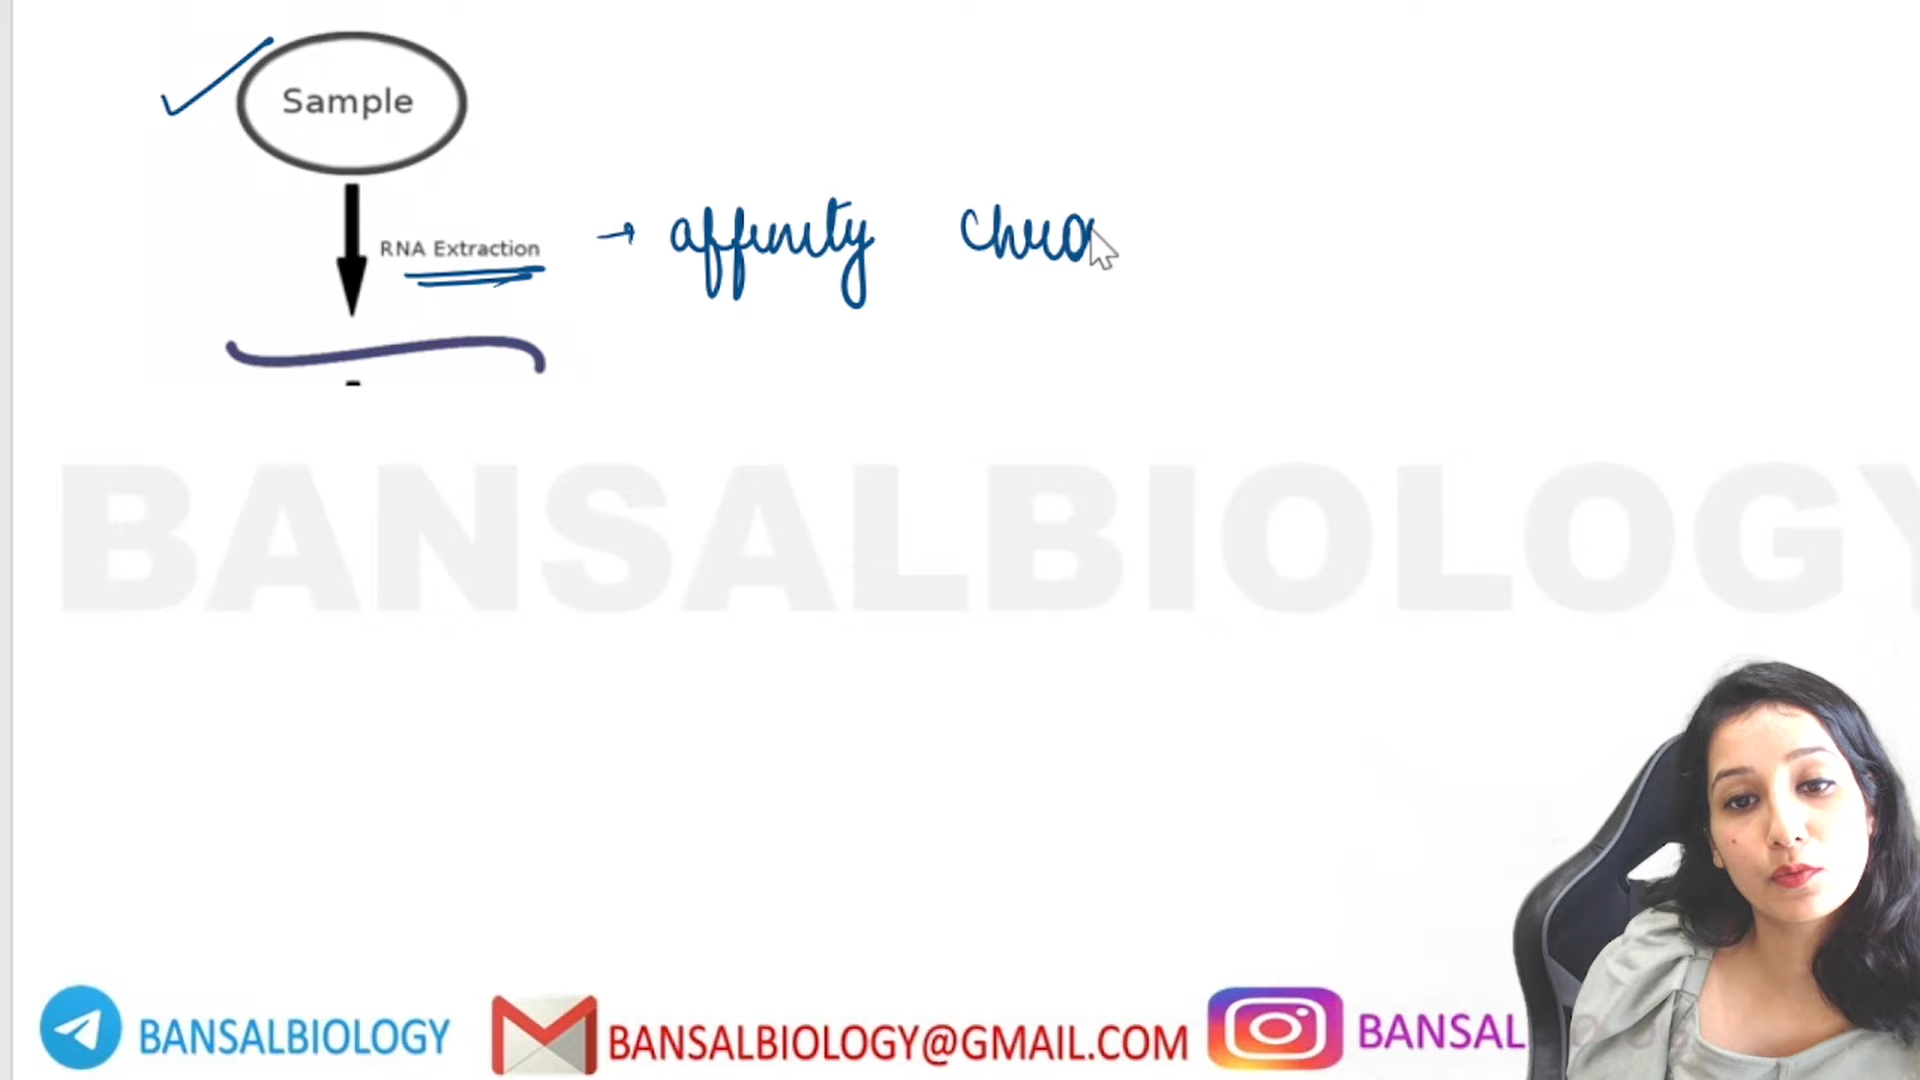 Sample
RNA Extraction → affinity chro
BANSALBIOLOGY
BANSALBIOLOGY BANSALBIOLOGY@GMAIL.COM BANSAL